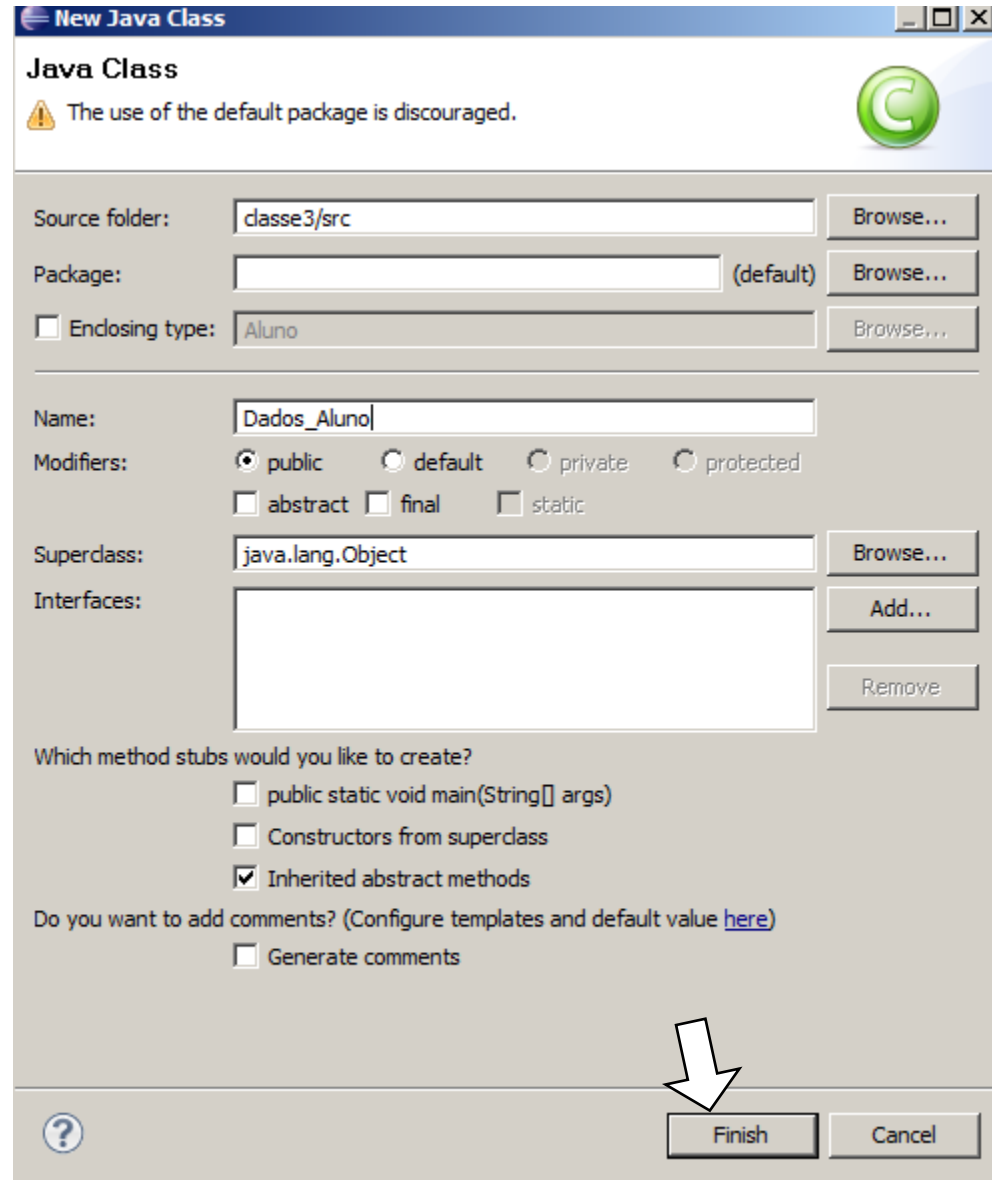 New Java Class
Java Class
The use of the default package is discouraged.
Source folder: classe3/src Browse...
Package: (default) Browse...
Enclosing type: Aluno Browse...
Name: Dados_Aluno
Modifiers: public default private protected
abstract final static
Superclass: java.lang.Object Browse...
Interfaces: Add...
Remove
Which method stubs would you like to create?
public static void main(String[] args)
Constructors from superclass
Inherited abstract methods
Do you want to add comments? (Configure templates and default value here)
Generate comments
? Finish Cancel